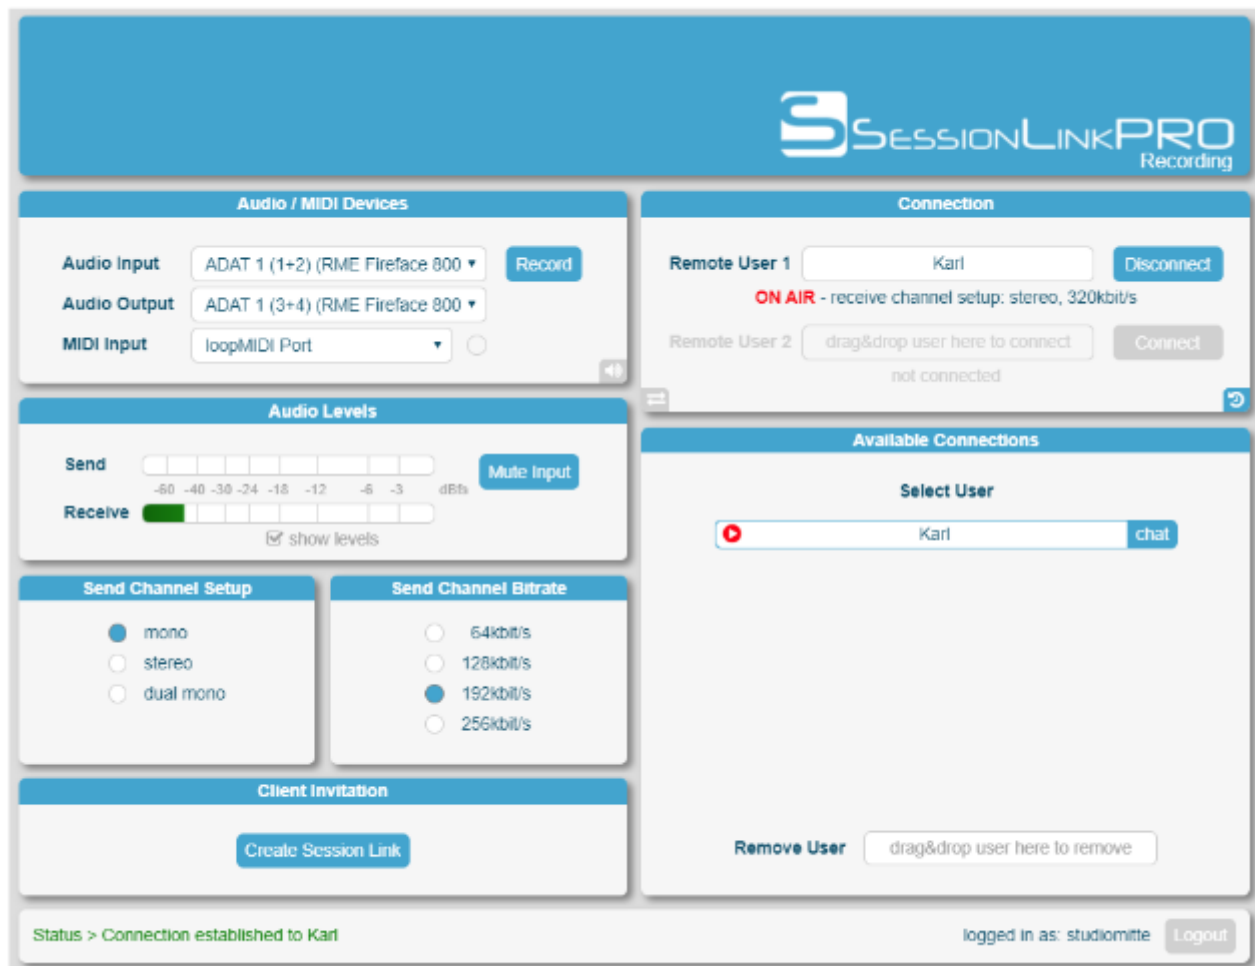 SESSIONLINKPRO
Recording
Audio / MIDI Devices
Audio Input ADAT 1 (1+2) (RME Fireface 800 Record
Audio Output ADAT 1 (3+4) (RME Fireface 800
MIDI Input loopMIDI Port
Audio Levels
Send Mute Input
-60 -40 -30 -24 -18 -12 -6 -3 dBfs
Receive
show levels
Send Channel Setup
mono
stereo
dual mono
Send Channel Bitrate
64kbit/s
128kbit/s
192kbit/s
256kbit/s
Client Invitation
Create Session Link
Connection
Remote User 1 Karl Disconnect
ON AIR - receive channel setup: stereo, 320kbit/s
Remote User 2 drag&drop user here to connect Connect
not connected
Available Connections
Select User
Karl chat
Remove User drag&drop user here to remove
Status > Connection established to Karl
logged in as: studiomitte Logout